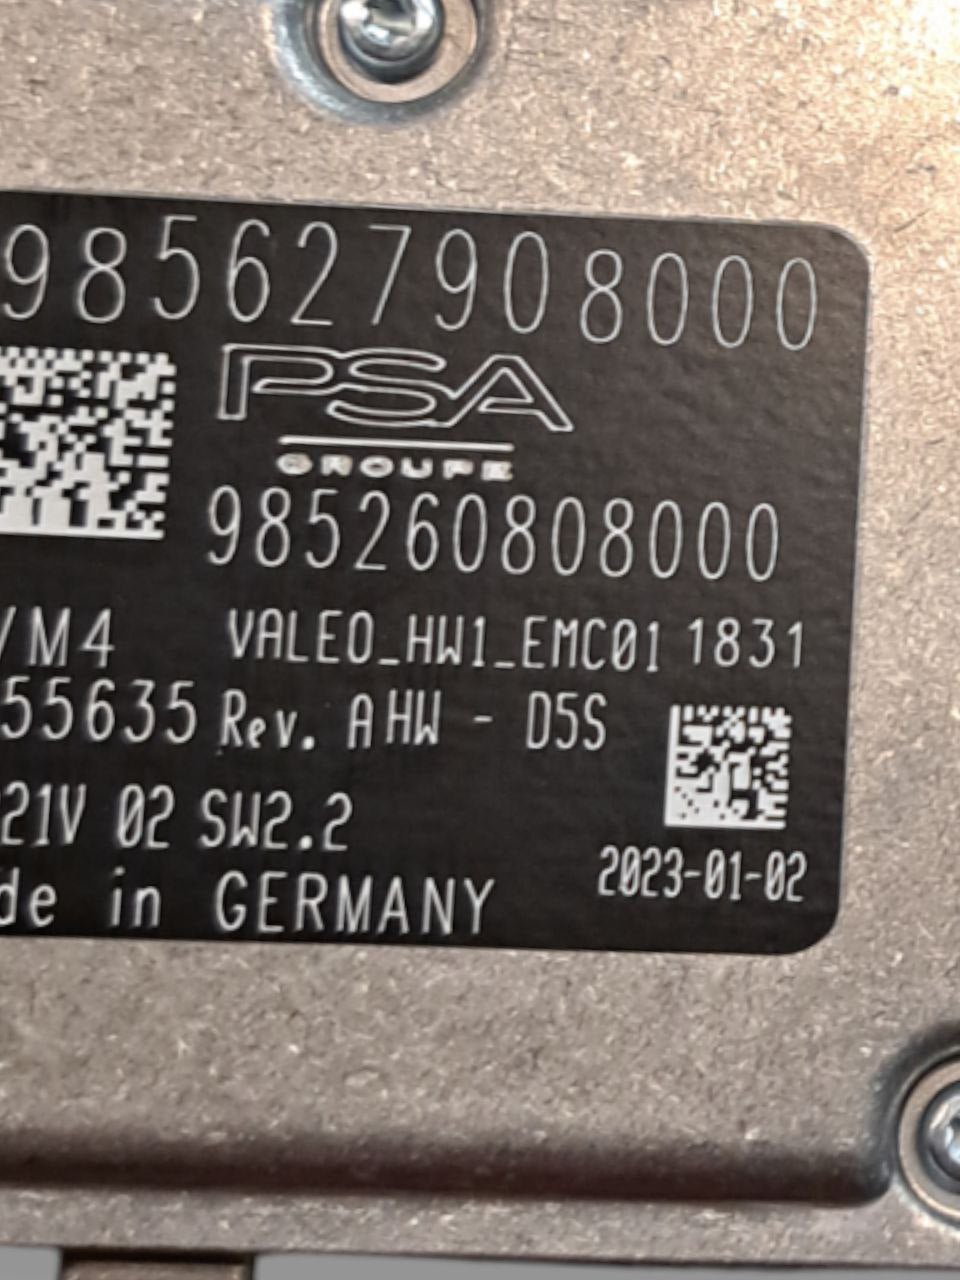 985627908000
PSA
GROUPE
985260808000
VM4 VALEO_HW1_EMC01 1831
55635 Rev. A HW - D5S
21V 02 SW2.2
2023-01-02
de in GERMANY